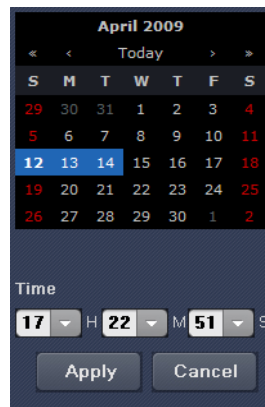 April 2009
« ‹ Today › »
S M T W T F S
29 30 31 1 2 3 4
5 6 7 8 9 10 11
12 13 14 15 16 17 18
19 20 21 22 23 24 25
26 27 28 29 30 1 2
Time
17 H 22 M 51 S
Apply Cancel